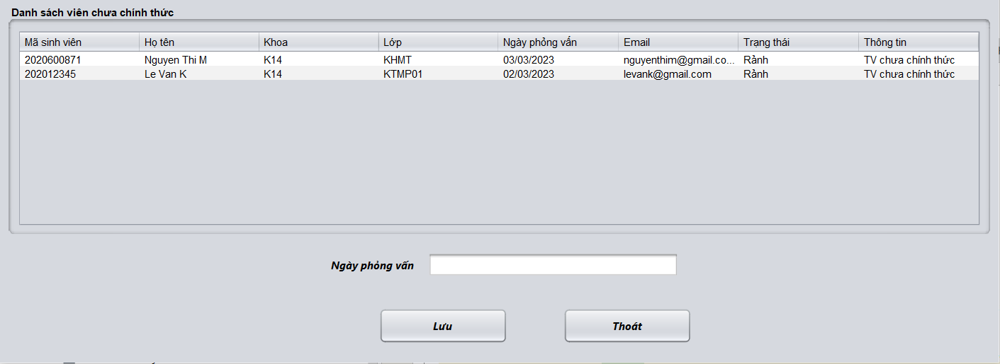 Danh sách viên chưa chính thức
Mã sinh viên Họ tên Khoa Lớp Ngày phỏng vấn Email Trạng thái Thông tin
2020600871 Nguyen Thi M K14 KHMT 03/03/2023 nguyenthim@gmail.co... Rảnh TV chưa chính thức
202012345 Le Van K K14 KTMP01 02/03/2023 levank@gmail.com Rảnh TV chưa chính thức
Ngày phỏng vấn
Lưu Thoát